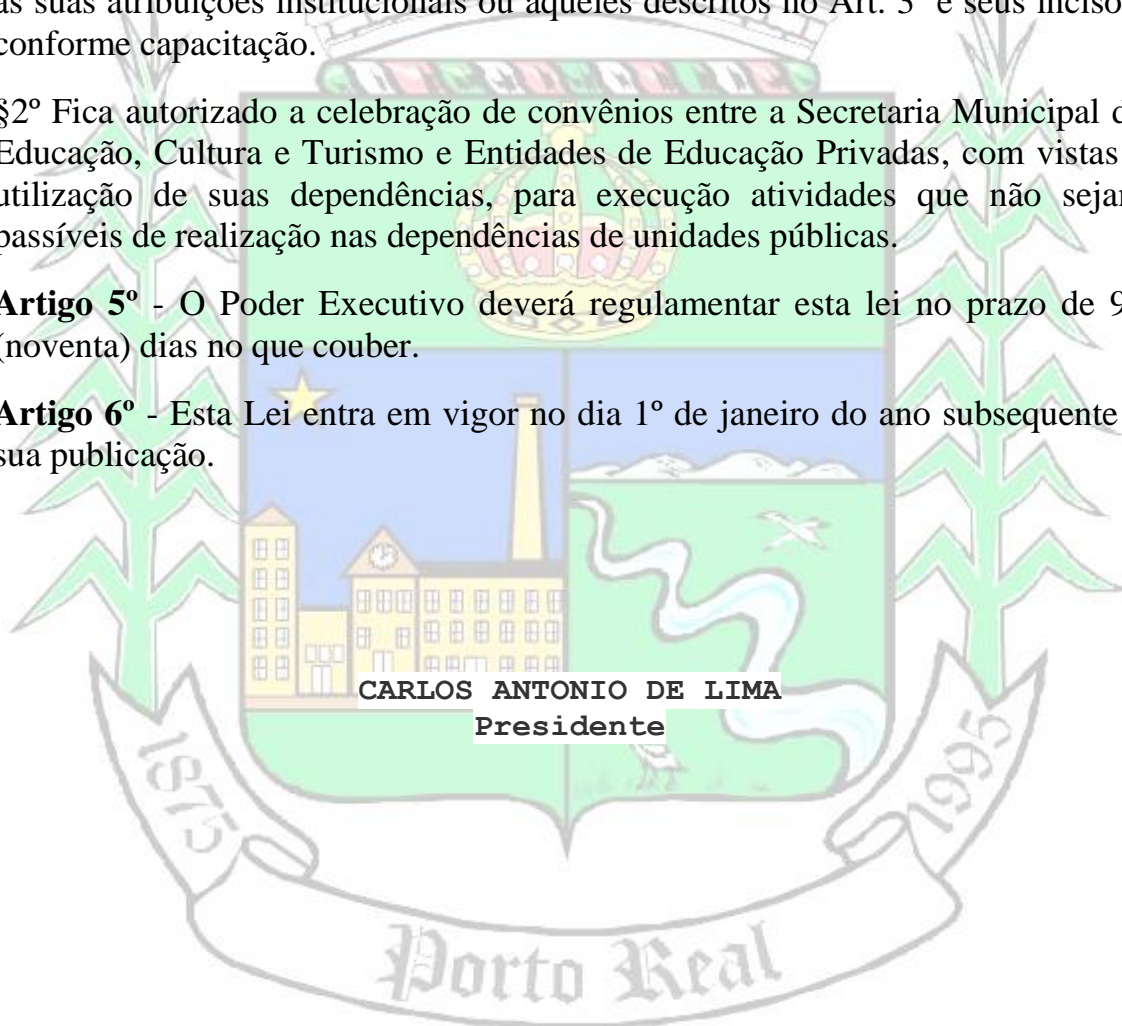 as suas atribuições institucionais ou aqueles descritos no Art. 3º e seus inciso
conforme capacitação.
§2º Fica autorizado a celebração de convênios entre a Secretaria Municipal d
Educação, Cultura e Turismo e Entidades de Educação Privadas, com vistas
utilização de suas dependências, para execução atividades que não seja
passíveis de realização nas dependências de unidades públicas.
Artigo 5º - O Poder Executivo deverá regulamentar esta lei no prazo de 9
(noventa) dias no que couber.
Artigo 6º - Esta Lei entra em vigor no dia 1º de janeiro do ano subsequente
sua publicação.
CARLOS ANTONIO DE LIMA
Presidente
1875
1995
Porto Real